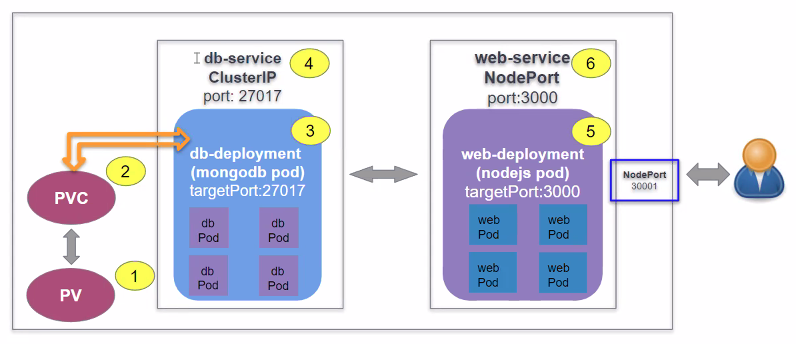 db-service
ClusterIP
port: 27017
4
3
db-deployment
(mongodb pod)
targetPort:27017
db
Pod
db
Pod
db
Pod
db
Pod
2
PVC
1
PV
web-service
NodePort
port:3000
6
5
web-deployment
(nodejs pod)
targetPort:3000
web
Pod
web
Pod
web
Pod
web
Pod
NodePort
30001